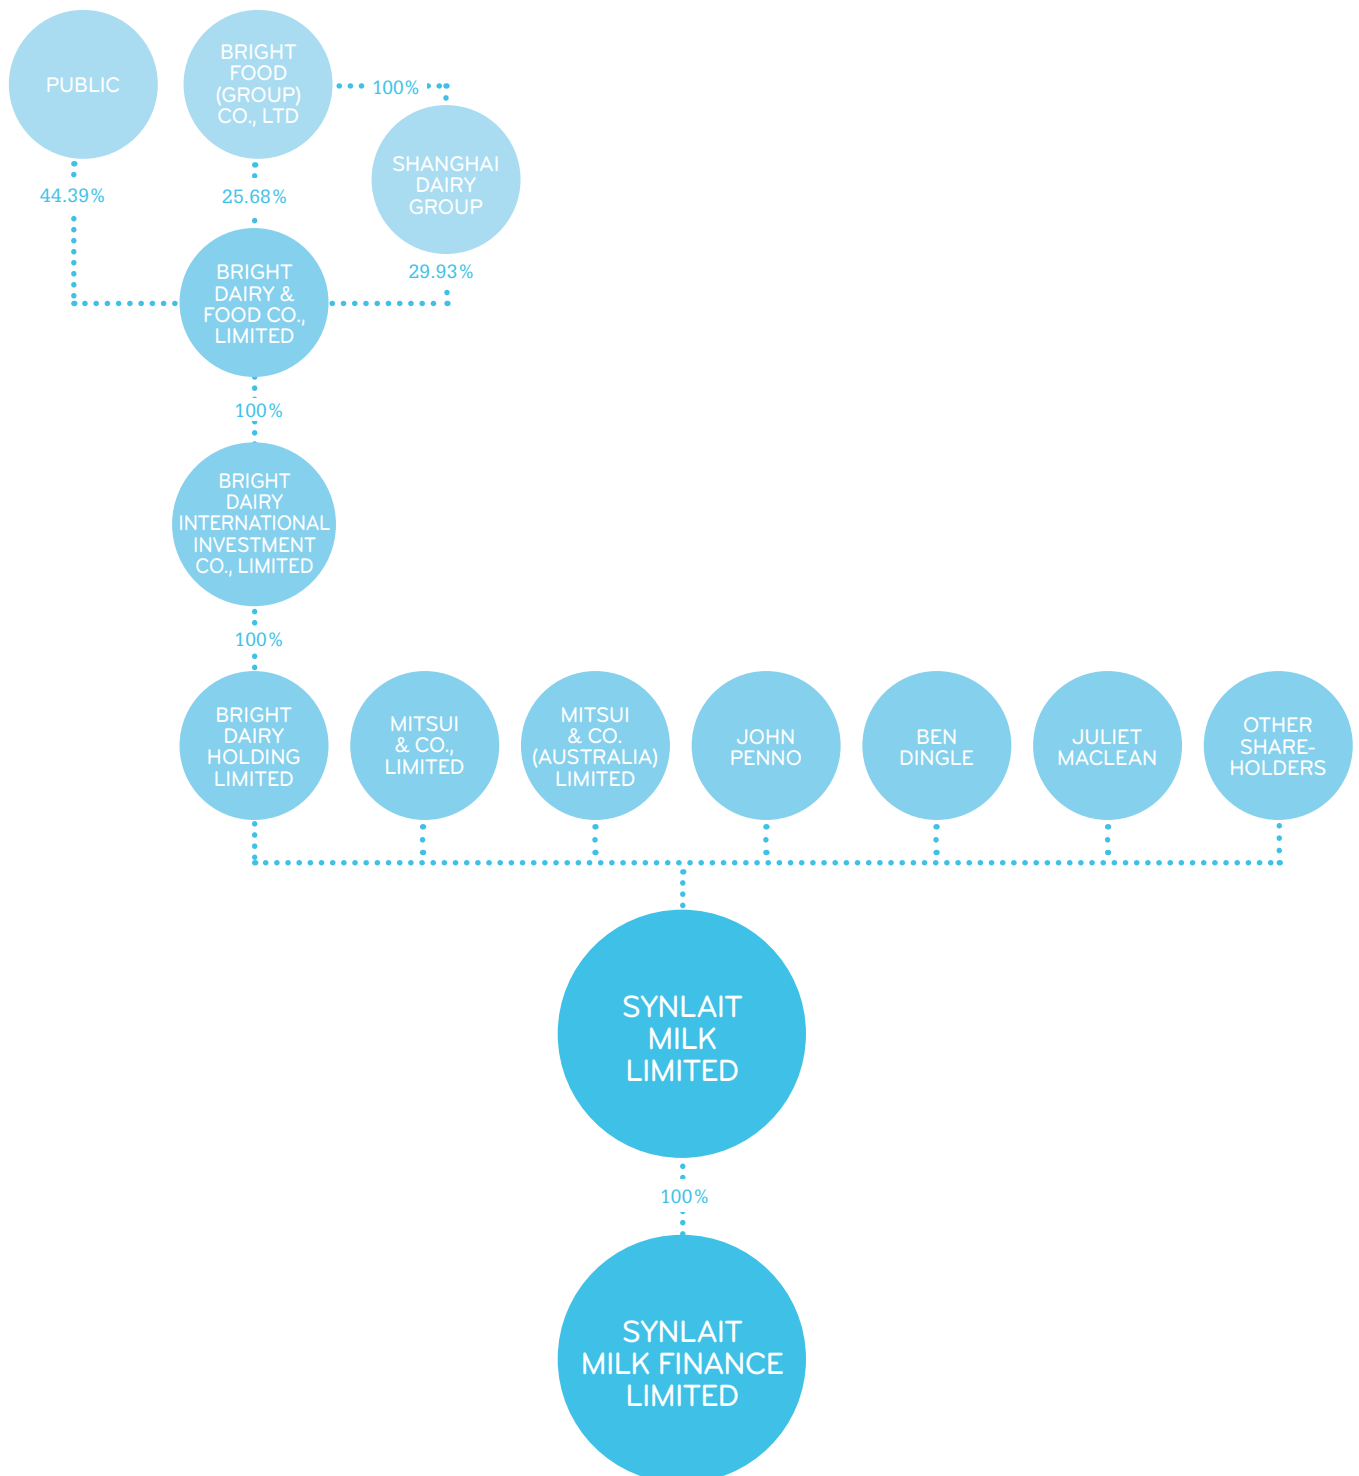 PUBLIC
BRIGHT
FOOD
(GROUP)
CO., LTD
100%
SHANGHAI
DAIRY
GROUP
44.39%
25.68%
29.93%
BRIGHT
DAIRY &
FOOD CO.,
LIMITED
100%
BRIGHT
DAIRY
INTERNATIONAL
INVESTMENT
CO., LIMITED
100%
BRIGHT
DAIRY
HOLDING
LIMITED
MITSUI
& CO.,
LIMITED
MITSUI
& CO.
(AUSTRALIA)
LIMITED
JOHN
PENNO
BEN
DINGLE
JULIET
MACLEAN
OTHER
SHARE-
HOLDERS
SYNLAIT
MILK
LIMITED
100%
SYNLAIT
MILK FINANCE
LIMITED